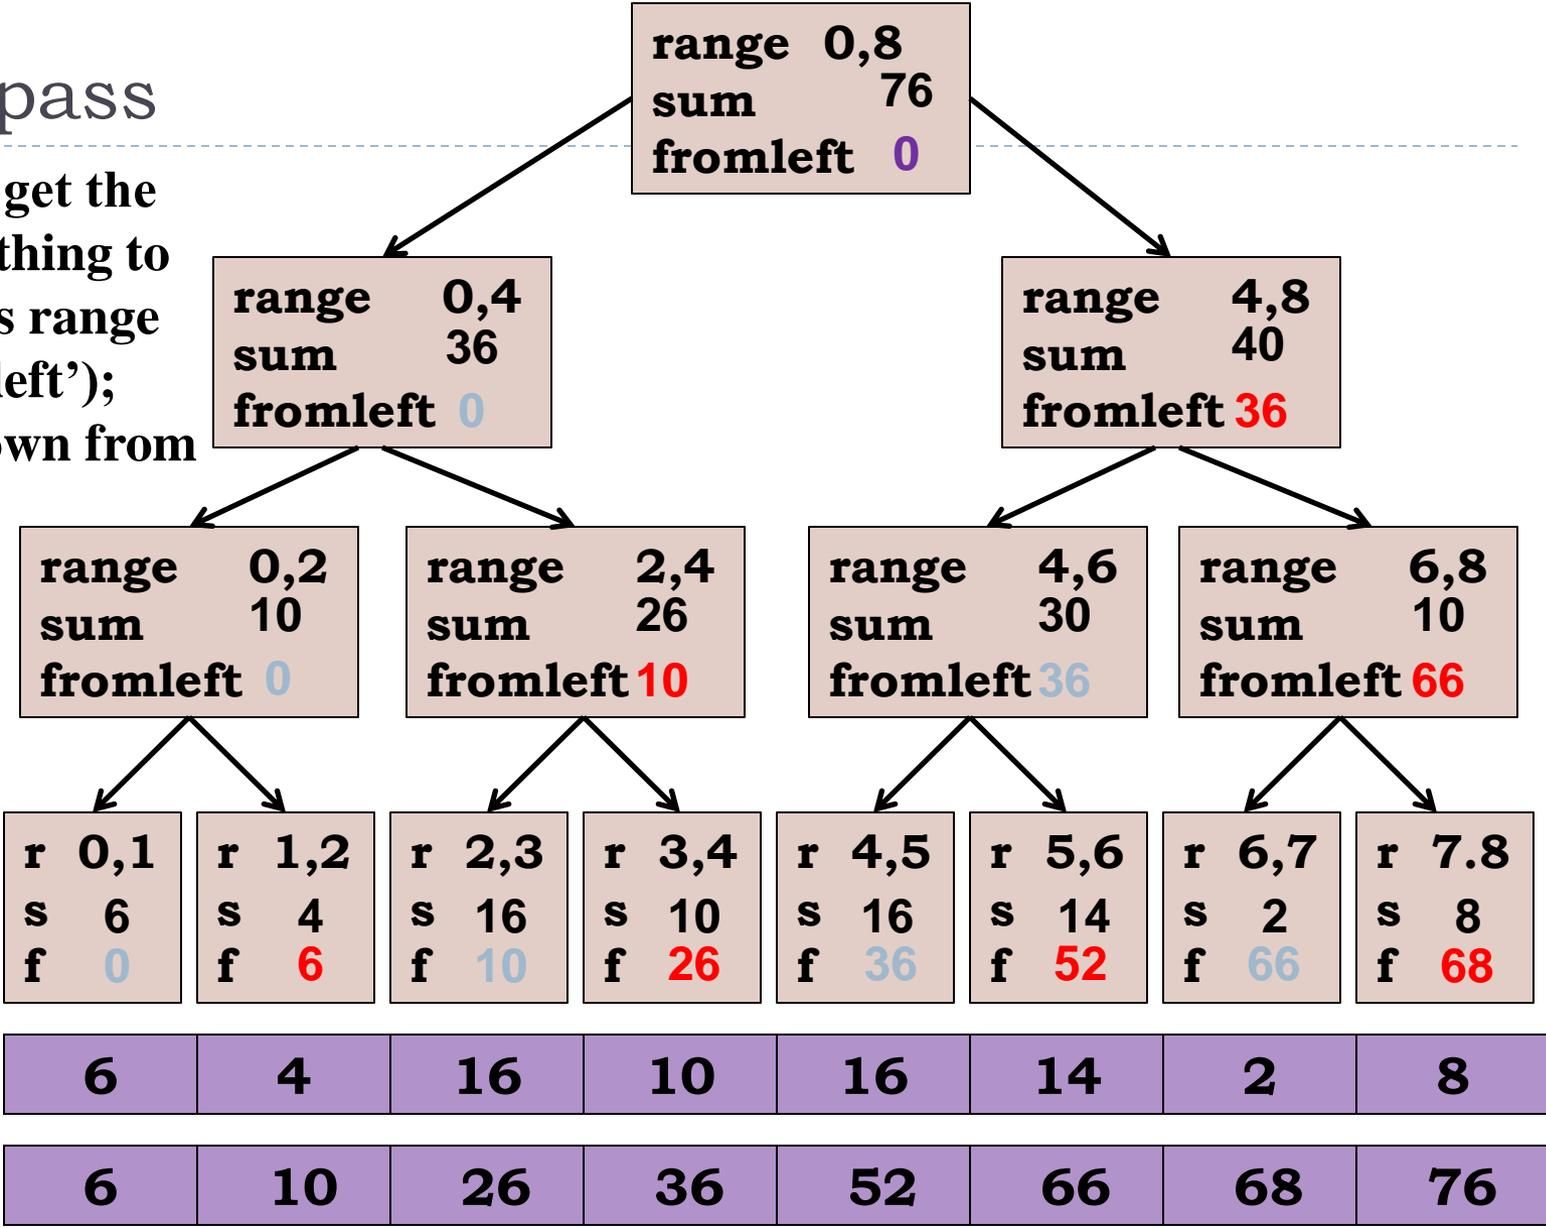 pass
get the
thing to
s range
left’);
own from
range 0,8
sum 76
fromleft 0
range 0,4
sum 36
fromleft 0
range 4,8
sum 40
fromleft 36
range 0,2
sum 10
fromleft 0
range 2,4
sum 26
fromleft 10
range 4,6
sum 30
fromleft 36
range 6,8
sum 10
fromleft 66
r 0,1
s 6
f 0
r 1,2
s 4
f 6
r 2,3
s 16
f 10
r 3,4
s 10
f 26
r 4,5
s 16
f 36
r 5,6
s 14
f 52
r 6,7
s 2
f 66
r 7.8
s 8
f 68
6 4 16 10 16 14 2 8
6 10 26 36 52 66 68 76